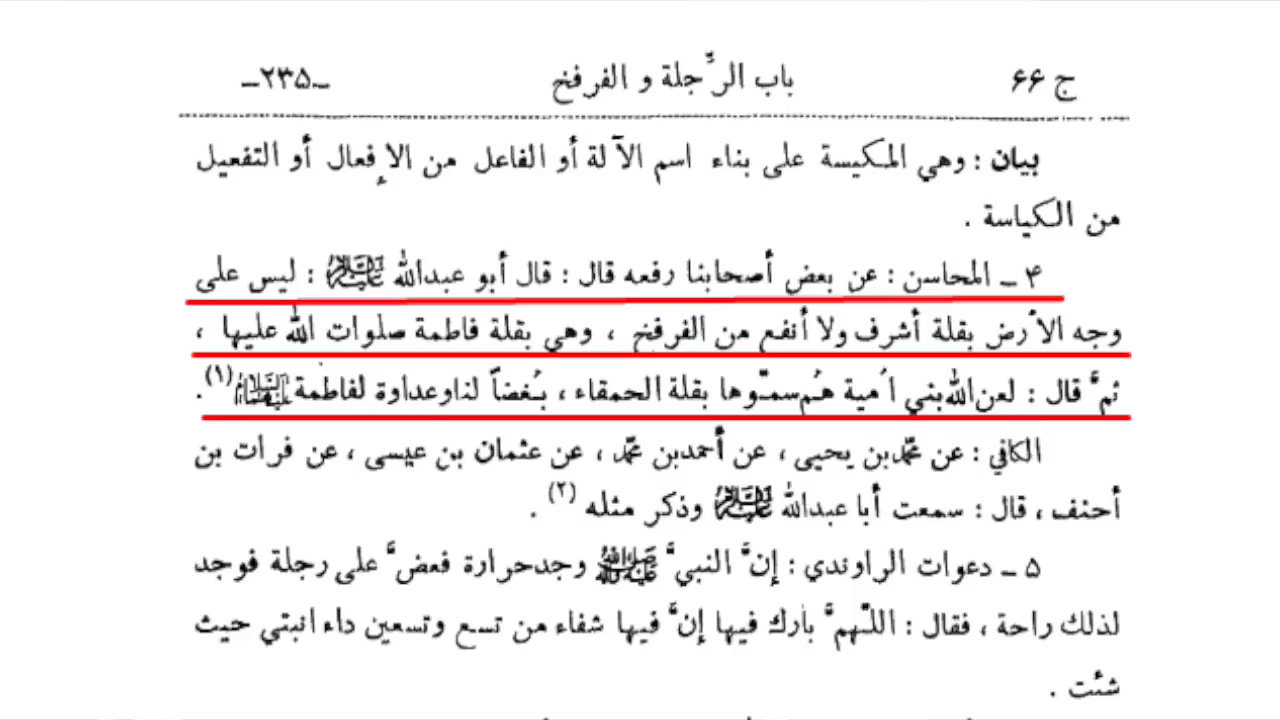 ج ۶۶ باب الرِّجلة و الفرفخ -۲۳۵-
بيان : وهي المكيسة على بناء اسم الآلة أو الفاعل من الإفعال أو التفعيل
من الكياسة .
۴ ـ المحاسن : عن بعض أصحابنا رفعه قال : قال أبو عبدالله عليه السلام : ليس على
وجه الأرض بقلة أشرف ولا أنفع من الفرفخ ، وهي بقلة فاطمة صلوات الله عليها ،
ثمَّ قال : لعن الله بني اُمية هُم سمّوها بقلة الحمقاء ، بُغضاً لنا وعداوة لفاطمة عليها السلام (١).
الكافي : عن محمّد بن يحيى ، عن أحمد بن محمّد ، عن عثمان بن عيسى ، عن فرات بن
أحنف ، قال : سمعت أبا عبدالله عليه السلام وذكر مثله (٢) .
۵ ـ دعوات الراوندي : إنَّ النبيَّ صلى الله عليه وآله وجد حرارة فعضَّ على رجلة فوجد
لذلك راحة ، فقال : اللّهمَّ بارك فيها إنَّ فيها شفاء من تسع وتسعين داء انبتي حيث
شئت .